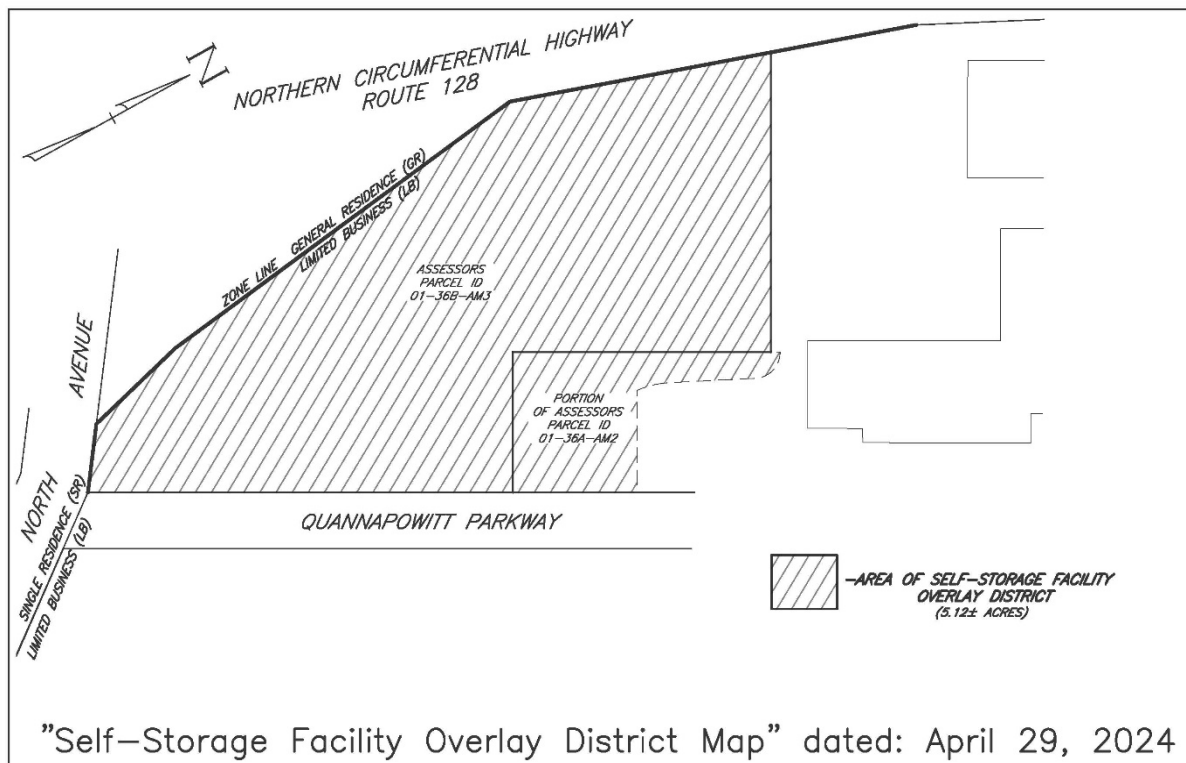 N
NORTHERN CIRCUMFERENTIAL HIGHWAY
ROUTE 128
ZONE LINE GENERAL RESIDENCE (GR)
LIMITED BUSINESS (LB)
ASSESSORS
PARCEL ID
01-36B-AM3
NORTH AVENUE
PORTION
OF ASSESSORS
PARCEL ID
01-36A-AM2
SINGLE RESIDENCE (SR)
LIMITED BUSINESS (LB)
QUANNAPOWITT PARKWAY
-AREA OF SELF-STORAGE FACILITY
OVERLAY DISTRICT
(5.12± ACRES)
"Self-Storage Facility Overlay District Map" dated: April 29, 2024